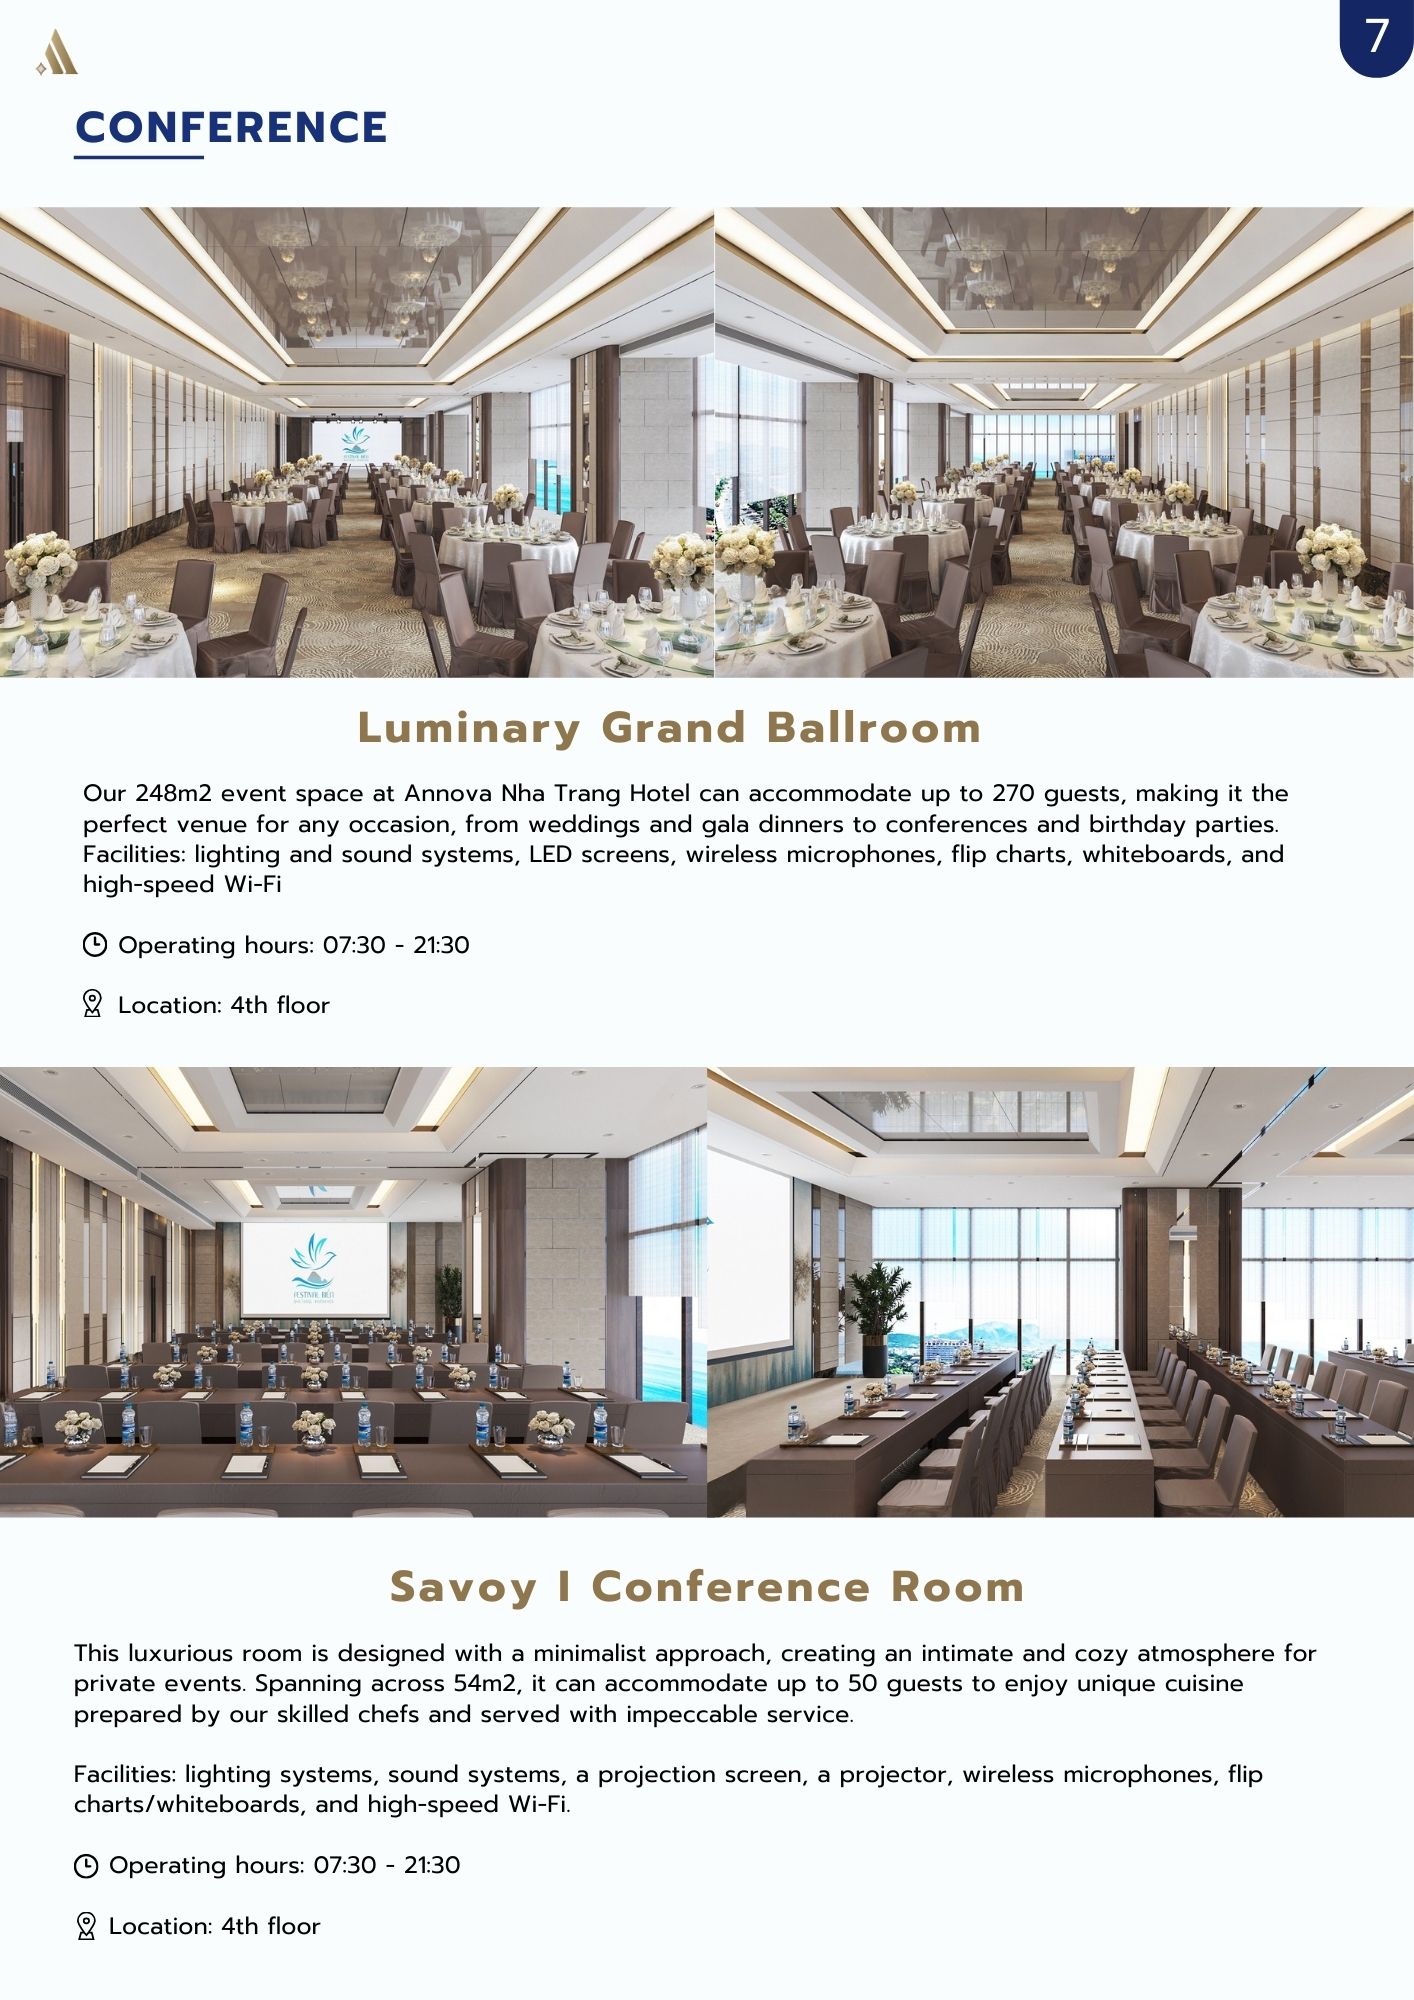 7
CONFERENCE
FESTIVAL BIỂN
Luminary Grand Ballroom
Our 248m2 event space at Annova Nha Trang Hotel can accommodate up to 270 guests, making it the
perfect venue for any occasion, from weddings and gala dinners to conferences and birthday parties.
Facilities: lighting and sound systems, LED screens, wireless microphones, flip charts, whiteboards, and
high-speed Wi-Fi
Operating hours: 07:30 - 21:30
Location: 4th floor
FESTIVAL BIỂN
Savoy I Conference Room
This luxurious room is designed with a minimalist approach, creating an intimate and cozy atmosphere for
private events. Spanning across 54m2, it can accommodate up to 50 guests to enjoy unique cuisine
prepared by our skilled chefs and served with impeccable service.
Facilities: lighting systems, sound systems, a projection screen, a projector, wireless microphones, flip
charts/whiteboards, and high-speed Wi-Fi.
Operating hours: 07:30 - 21:30
Location: 4th floor